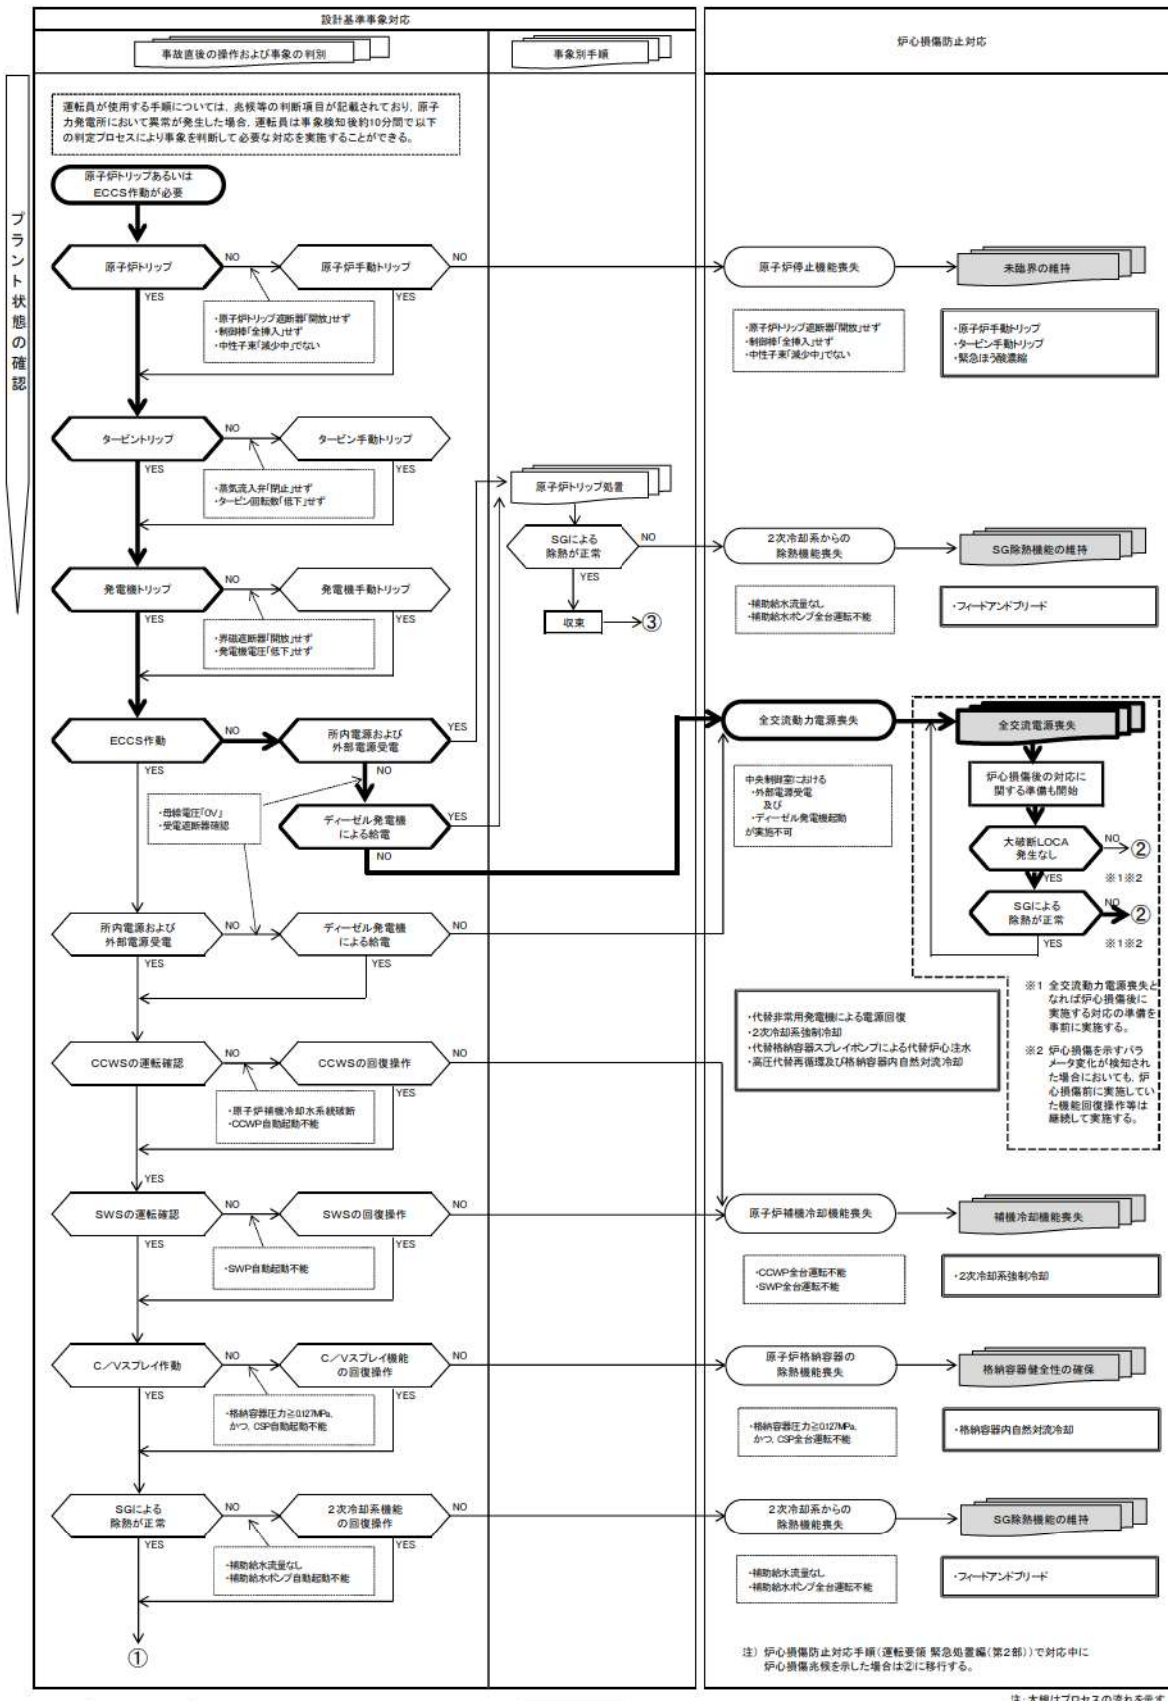 設計基準事象対応
事故直後の操作および事象の判別
事象別手順
炉心損傷防止対応
プラント状態の確認
運転員が使用する手順については、兆候等の判断項目が記載されており、原子
力発電所において異常が発生した場合、運転員は事象検知後約10分間で以下
の判定プロセスにより事象を判断して必要な対応を実施することができる。
原子炉トリップあるいは
ECCS作動が必要
原子炉トリップ
NO
原子炉手動トリップ
NO
原子炉停止機能喪失
未臨界の維持
YES
YES
・原子炉トリップ遮断器「開放」せず
・制御棒「全挿入」せず
・中性子束「減少中」でない
・原子炉トリップ遮断器「開放」せず
・制御棒「全挿入」せず
・中性子束「減少中」でない
・原子炉手動トリップ
・タービン手動トリップ
・緊急ほう酸濃縮
タービントリップ
NO
タービン手動トリップ
YES
YES
・蒸気流入弁「閉止」せず
・タービン回転数「低下」せず
原子炉トリップ処置
SGによる
除熱が正常
NO
YES
収束
③
2次冷却系からの
除熱機能喪失
SG除熱機能の維持
・補助給水流量なし
・補助給水ポンプ全台運転不能
・フィードアンドブリード
発電機トリップ
NO
発電機手動トリップ
YES
YES
・界磁遮断器「開放」せず
・発電機電圧「低下」せず
ECCS作動
NO
所内電源および
外部電源受電
YES
YES
NO
・母線電圧「0V」
・受電遮断器確認
ディーゼル発電機
による給電
YES
NO
全交流動力電源喪失
全交流電源喪失
中央制御室における
・外部電源受電
及び
・ディーゼル発電機起動
が実施不可
炉心損傷後の対応に
関する準備も開始
大破断LOCA
発生なし
NO
②
YES
※1※2
SGによる
除熱が正常
NO
②
YES
※1※2
所内電源および
外部電源受電
NO
ディーゼル発電機
による給電
NO
YES
YES
※1 全交流動力電源喪失と
なれば炉心損傷後に
実施する対応の準備を
事前に実施する。
※2 炉心損傷を示すパラ
メータ変化が検知され
た場合においても、炉
心損傷前に実施してい
た機能回復操作等は
継続して実施する。
・代替非常用発電機による電源回復
・2次冷却系強制冷却
・代替格納容器スプレイポンプによる代替炉心注水
・高圧代替再循環及び格納容器内自然対流冷却
CCWSの運転確認
NO
CCWSの回復操作
NO
YES
・原子炉補機冷却水系統破断
・CCWP自動起動不能
YES
SWSの運転確認
NO
SWSの回復操作
NO
原子炉補機冷却機能喪失
補機冷却機能喪失
YES
YES
・SWP自動起動不能
・CCWP全台運転不能
・SWP全台運転不能
・2次冷却系強制冷却
C/Vスプレイ作動
NO
C/Vスプレイ機能
の回復操作
NO
原子炉格納容器の
除熱機能喪失
格納容器健全性の確保
YES
YES
・格納容器圧力≧0.127MPa、
かつ、CSP自動起動不能
・格納容器圧力≧0.127MPa、
かつ、CSP全台運転不能
・格納容器内自然対流冷却
SGによる
除熱が正常
NO
2次冷却系機能
の回復操作
NO
2次冷却系からの
除熱機能喪失
SG除熱機能の維持
YES
YES
・補助給水流量なし
・補助給水ポンプ自動起動不能
・補助給水流量なし
・補助給水ポンプ全台運転不能
・フィードアンドブリード
①
注) 炉心損傷防止対応手順(運転要領 緊急処置編(第2部))で対応中に
炉心損傷兆候を示した場合は②に移行する。
注:太線はプロセスの流れを示す